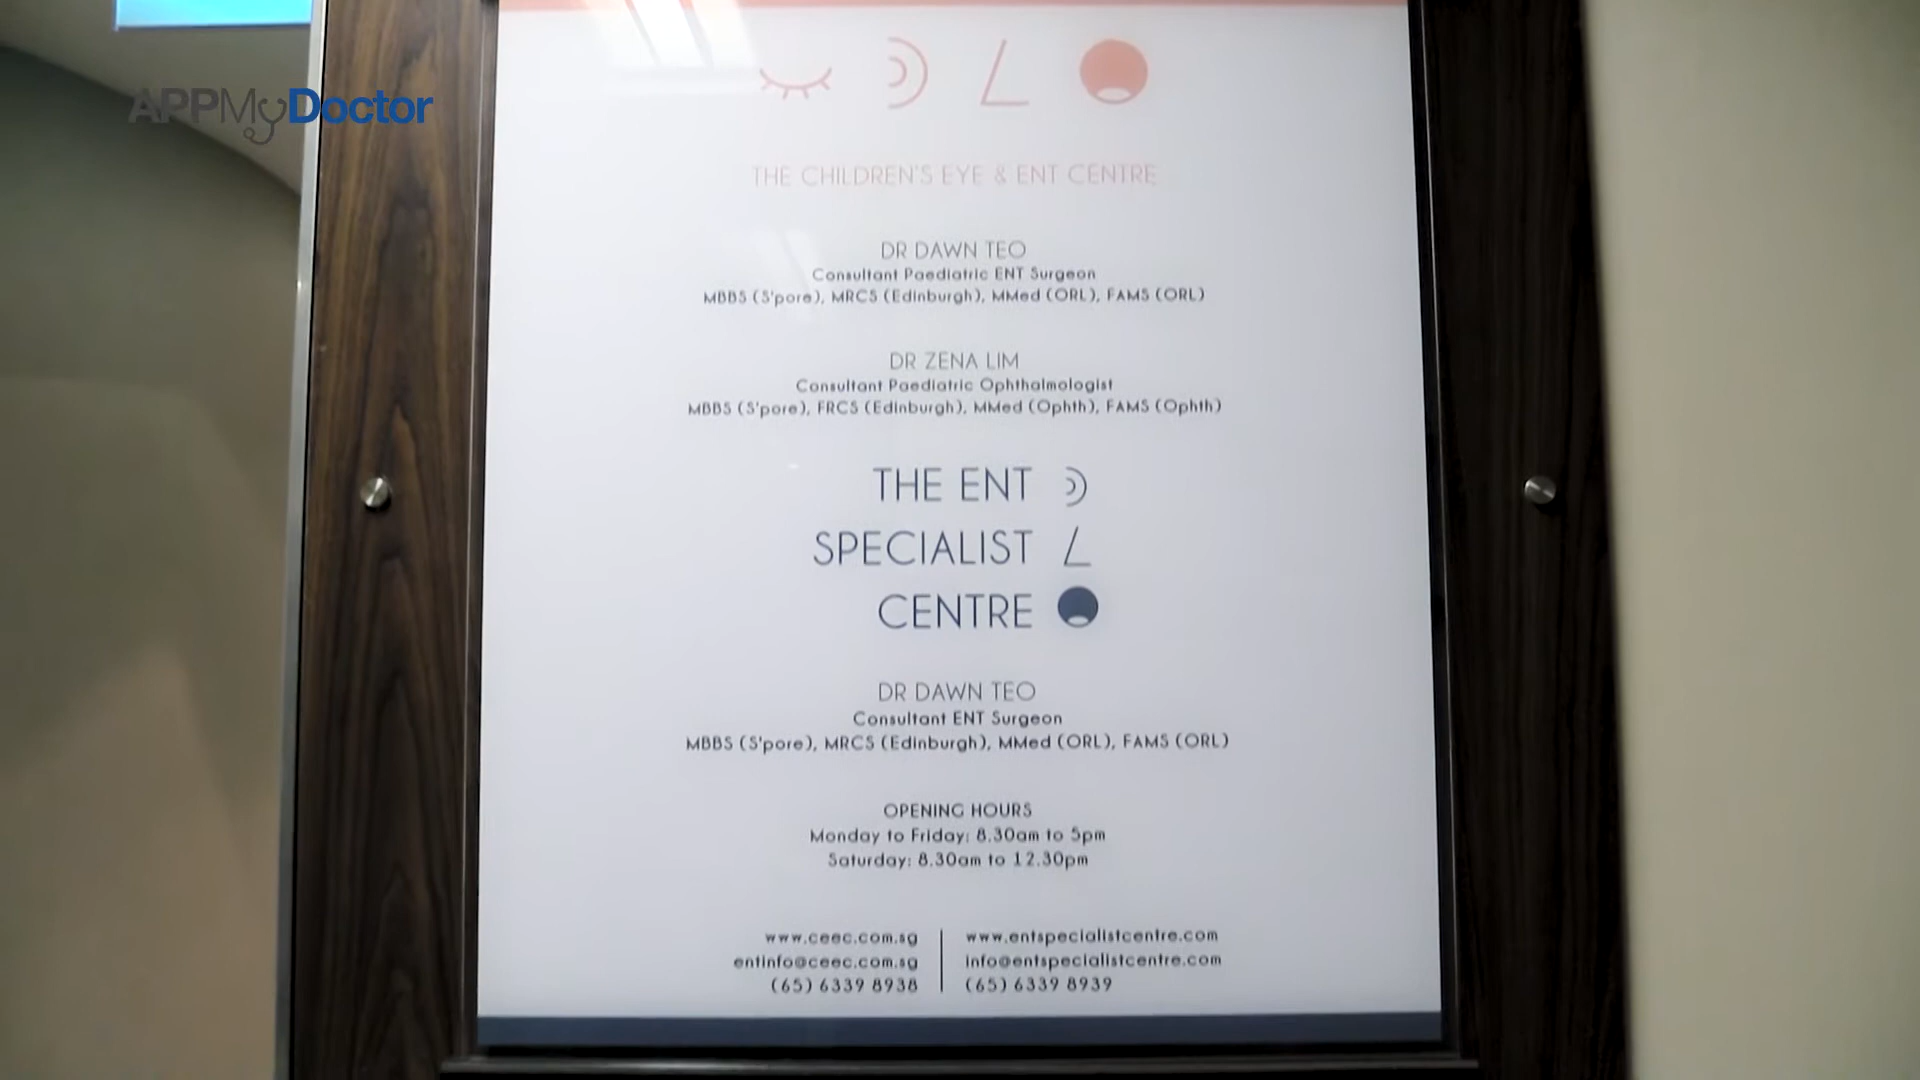 APPMyDoctor
THE CHILDREN'S EYE & ENT CENTRE
DR DAWN TEO
Consultant Paediatric ENT Surgeon
MBBS (S'pore), MRCS (Edinburgh), MMed (ORL), FAMS (ORL)
DR ZENA LIM
Consultant Paediatric Ophthalmologist
MBBS (S'pore), FRCS (Edinburgh), MMed (Ophth), FAMS (Ophth)
THE ENT
SPECIALIST
CENTRE
DR DAWN TEO
Consultant ENT Surgeon
MBBS (S'pore), MRCS (Edinburgh), MMed (ORL), FAMS (ORL)
OPENING HOURS
Monday to Friday: 8.30am to 5pm
Saturday: 8.30am to 12.30pm
www.ceec.com.sg
entinfo@ceec.com.sg
(65) 6339 8938
www.entspecialistcentre.com
info@entspecialistcentre.com
(65) 6339 8939